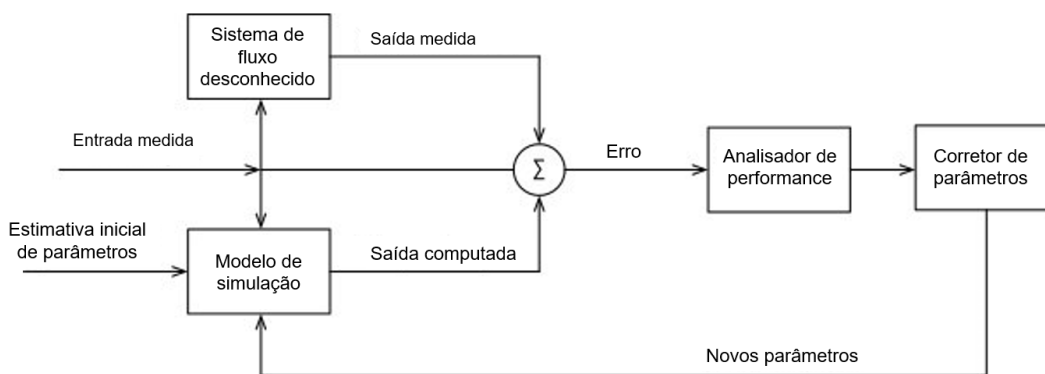 Sistema de
fluxo
desconhecido
Saída medida
Entrada medida
Σ
Erro
Analisador de
performance
Corretor de
parâmetros
Estimativa inicial
de parâmetros
Modelo de
simulação
Saída computada
Novos parâmetros